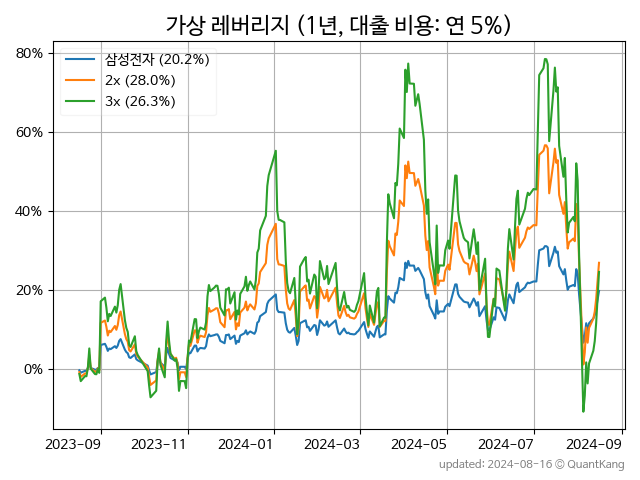 가상 레버리지 (1년, 대출 비용: 연 5%)
삼성전자 (20.2%)
2x (28.0%)
3x (26.3%)
80%
60%
40%
20%
0%
2023-09 2023-11 2024-01 2024-03 2024-05 2024-07 2024-09
updated: 2024-08-16 © QuantKang